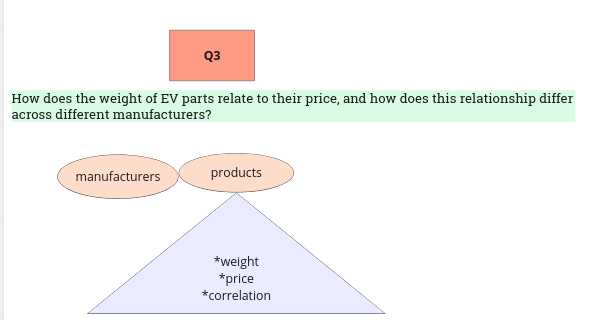 Q3
How does the weight of EV parts relate to their price, and how does this relationship differ
across different manufacturers?
manufacturers
products
*weight
*price
*correlation